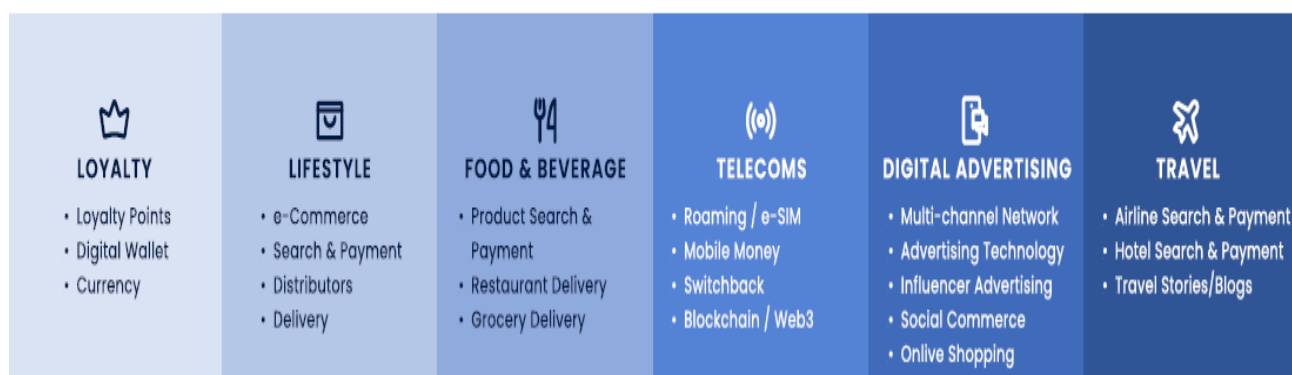 LOYALTY
• Loyalty Points
• Digital Wallet
• Currency
LIFESTYLE
• e-Commerce
• Search & Payment
• Distributors
• Delivery
FOOD & BEVERAGE
• Product Search &
Payment
• Restaurant Delivery
• Grocery Delivery
TELECOMS
• Roaming / e-SIM
• Mobile Money
• Switchback
• Blockchain / Web3
DIGITAL ADVERTISING
• Multi-channel Network
• Advertising Technology
• Influencer Advertising
• Social Commerce
• Onlive Shopping
TRAVEL
• Airline Search & Payment
• Hotel Search & Payment
• Travel Stories/Blogs